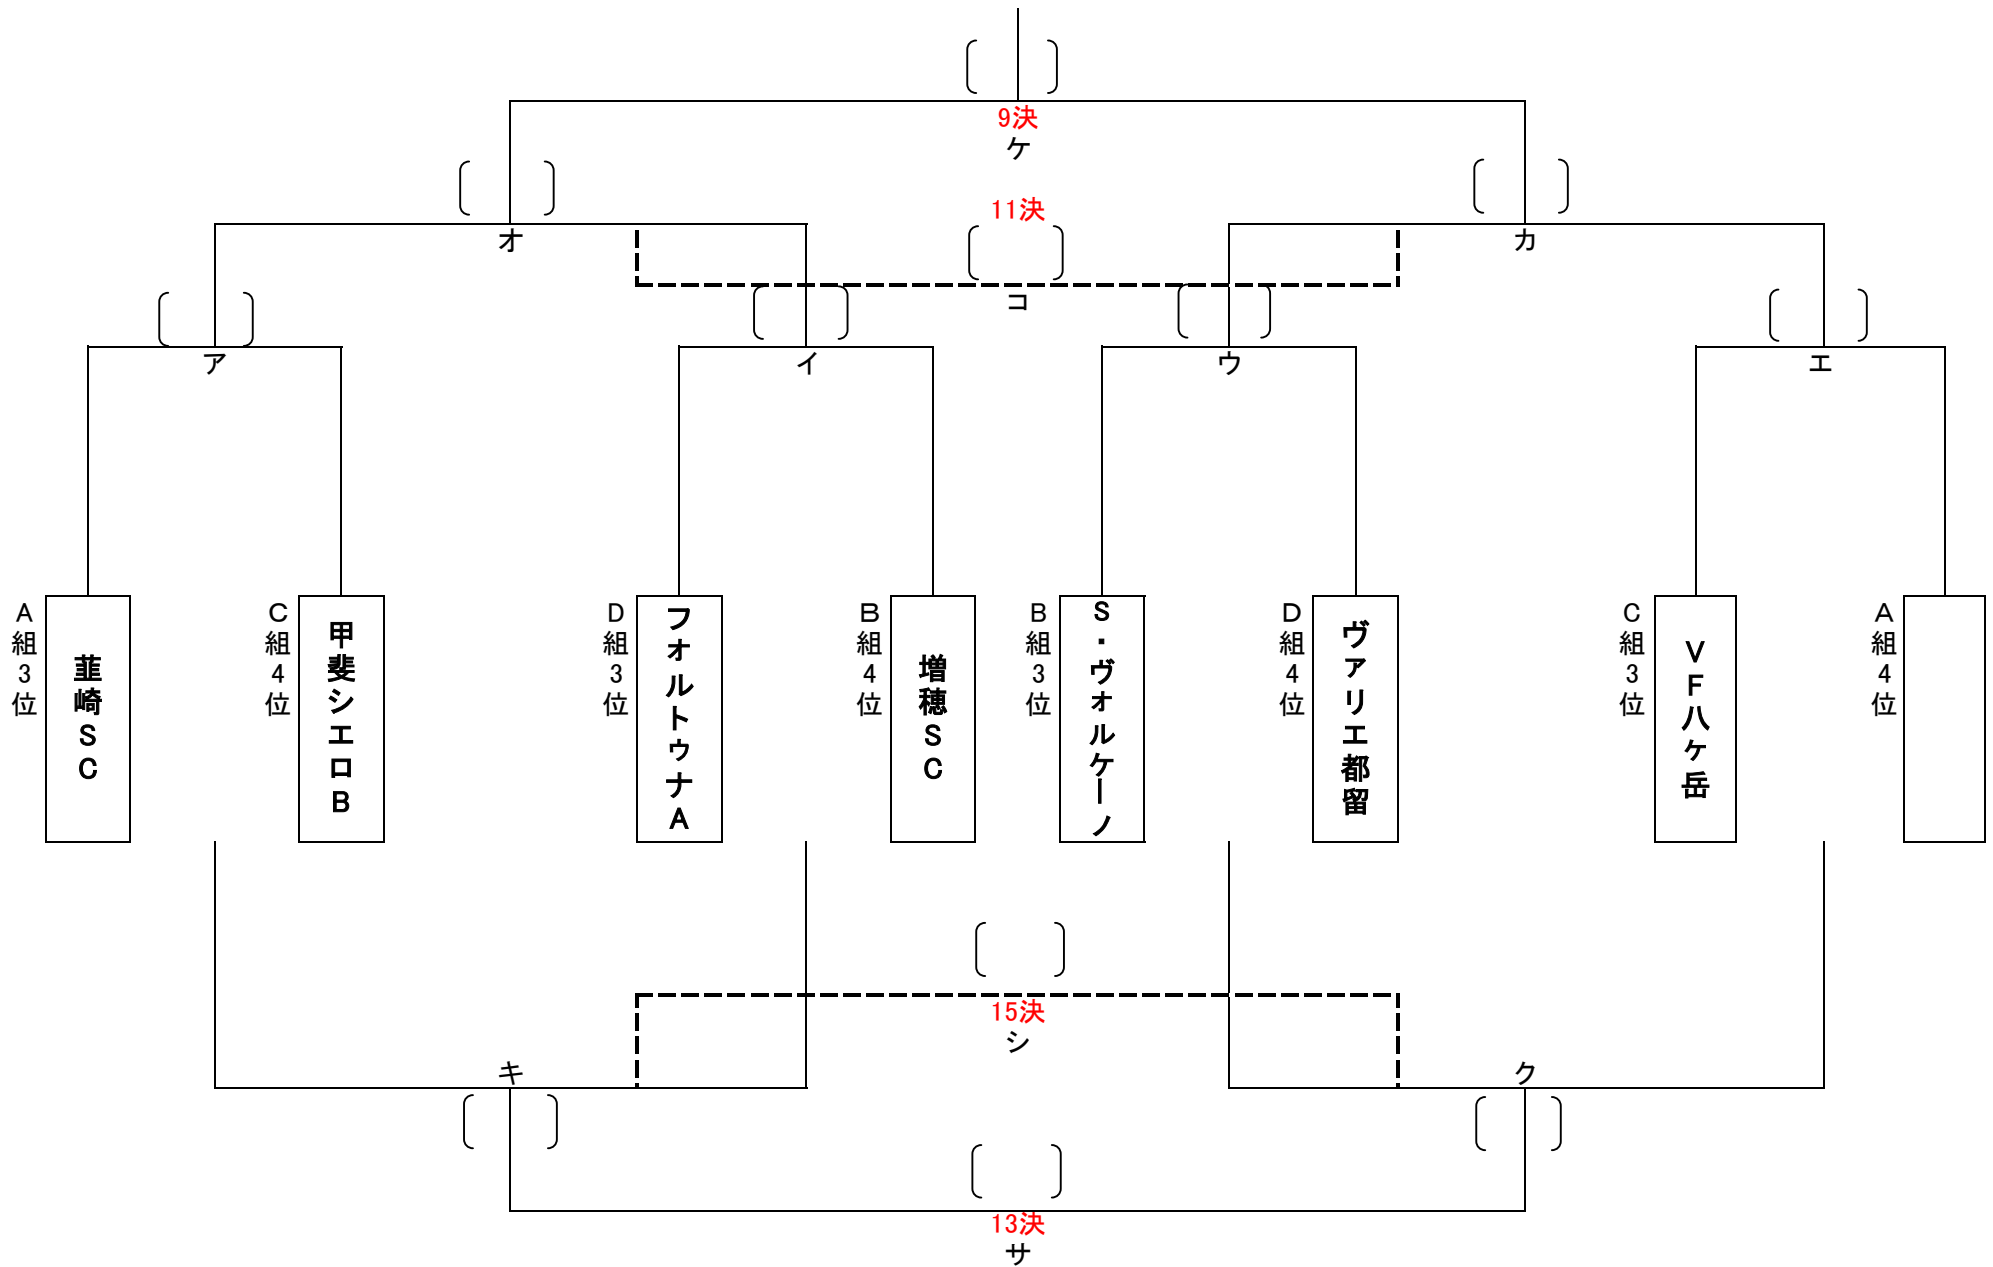 9決
ケ
11決
オ
カ
コ
ア
イ
ウ
エ
A組3位
韮崎SC
C組4位
甲斐シエロB
D組3位
フォルトゥナA
B組4位
増穂SC
B組3位
S・ヴォルケーノ
D組4位
ヴァリエ都留
C組3位
VF八ヶ岳
A組4位
15決
シ
キ
ク
13決
サ